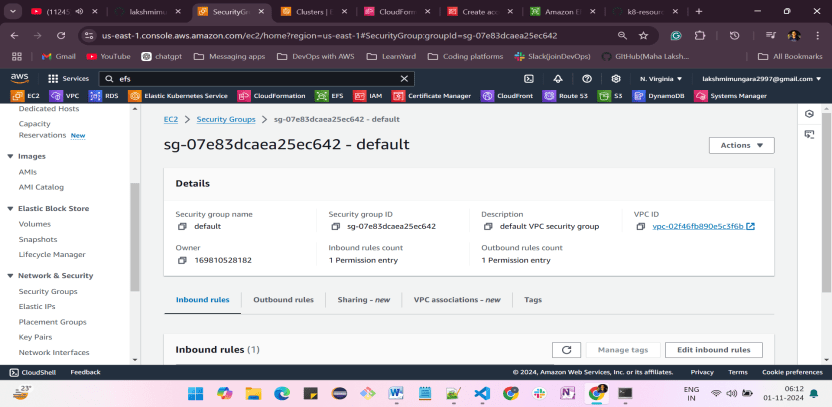 (11245
lakshmimu
SecurityGr
Clusters | E
CloudForm
Create acc
Amazon E
k8-resour
us-east-1.console.aws.amazon.com/ec2/home?region=us-east-1#SecurityGroup:groupId=sg-07e83dcaea25ec642
Gmail YouTube chatgpt Messaging apps DevOps with AWS LearnYard Coding platforms Slack(joinDevOps) GItHub(Maha Laksh... All Bookmarks
aws Services efs N. Virginia lakshmimungara2997@gmail.com
EC2 VPC RDS Elastic Kubernetes Service CloudFormation EFS IAM Certificate Manager CloudFront Route 53 S3 DynamoDB Systems Manager
Dedicated Hosts
Capacity
Reservations New
Images
AMIs
AMI Catalog
Elastic Block Store
Volumes
Snapshots
Lifecycle Manager
Network & Security
Security Groups
Elastic IPs
Placement Groups
Key Pairs
Network Interfaces
EC2 > Security Groups > sg-07e83dcaea25ec642 - default
sg-07e83dcaea25ec642 - default
Actions
Details
Security group name
default
Security group ID
sg-07e83dcaea25ec642
Description
default VPC security group
VPC ID
vpc-02f46fb890e5c3f6b
Owner
169810528182
Inbound rules count
1 Permission entry
Outbound rules count
1 Permission entry
Inbound rules Outbound rules Sharing - new VPC associations - new Tags
Inbound rules (1)
Manage tags
Edit inbound rules
CloudShell Feedback © 2024, Amazon Web Services, Inc. or its affiliates. Privacy Terms Cookie preferences
23°
ENG
IN
06:12
01-11-2024